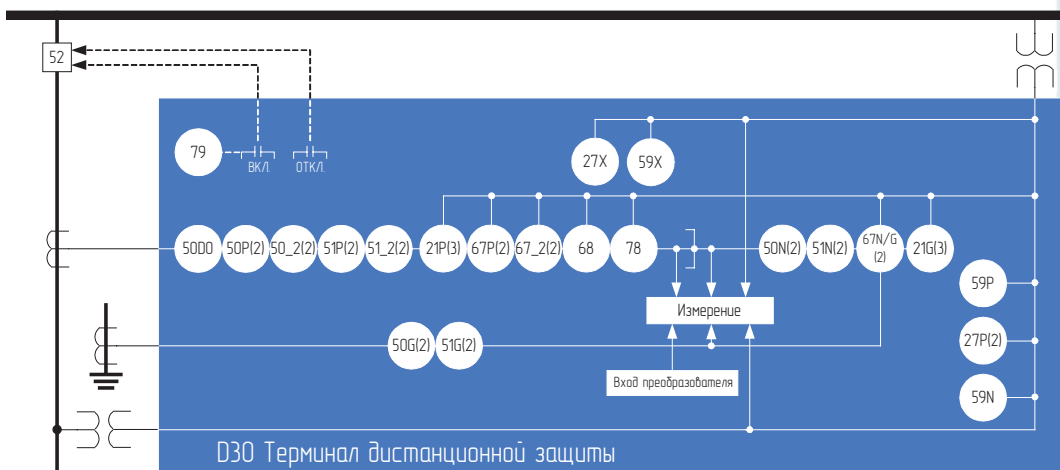 52
79
ВКЛ.
ОТКЛ.
27X
59X
50DD
50P(2)
50_2(2)
51P(2)
51_2(2)
21P(3)
67P(2)
67_2(2)
68
78
50N(2)
51N(2)
67N/G
(2)
21G(3)
59P
Измерение
50G(2)
51G(2)
27P(2)
Вход преобразователя
59N
D30 Терминал дистанционной защиты